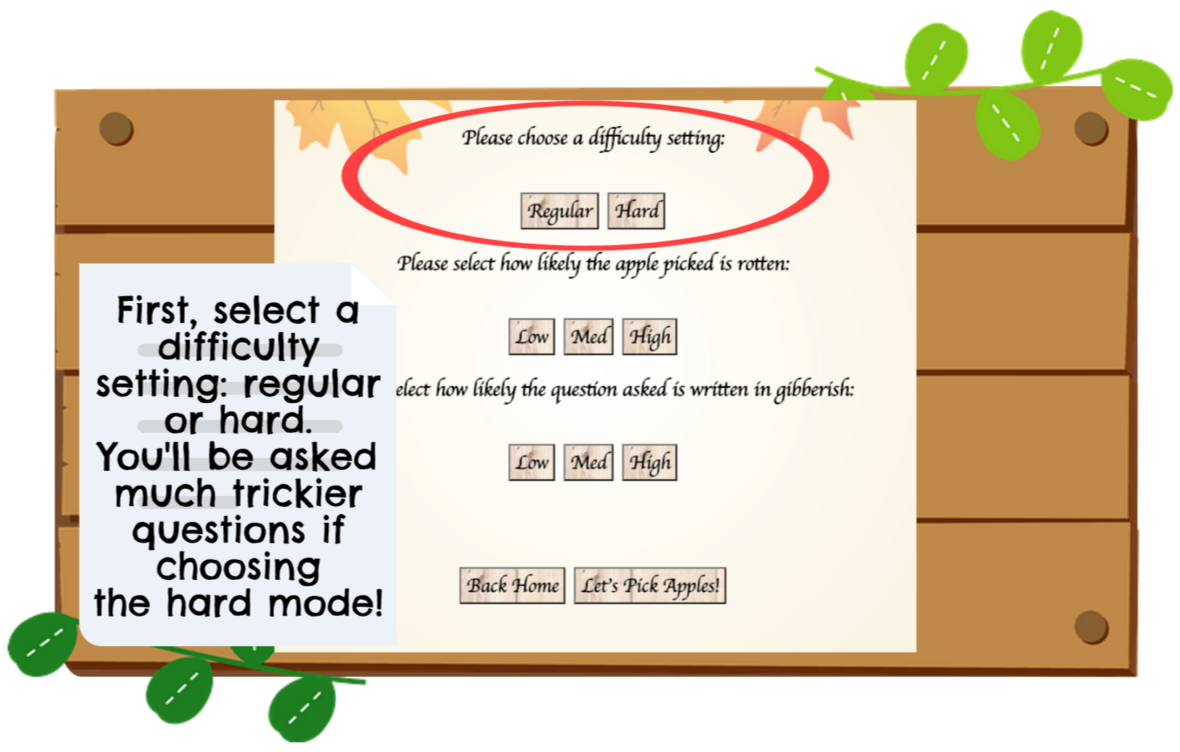 Please choose a difficulty setting:
Regular Hard
Please select how likely the apple picked is rotten:
Low Med High
elect how likely the question asked is written in gibberish:
Low Med High
Back Home Let's Pick Apples!
First, select a
difficulty
setting: regular
or hard.
You'll be asked
much trickier
questions if
choosing
the hard mode!